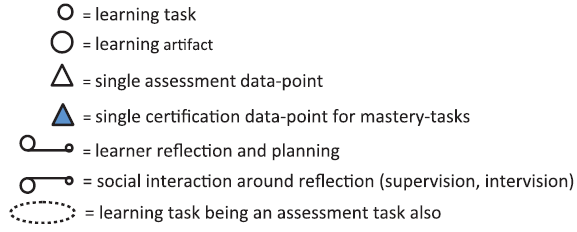 = learning task
= learning artifact
= single assessment data-point
= single certification data-point for mastery-tasks
= learner reflection and planning
= social interaction around reflection (supervision, intervision)
= learning task being an assessment task also